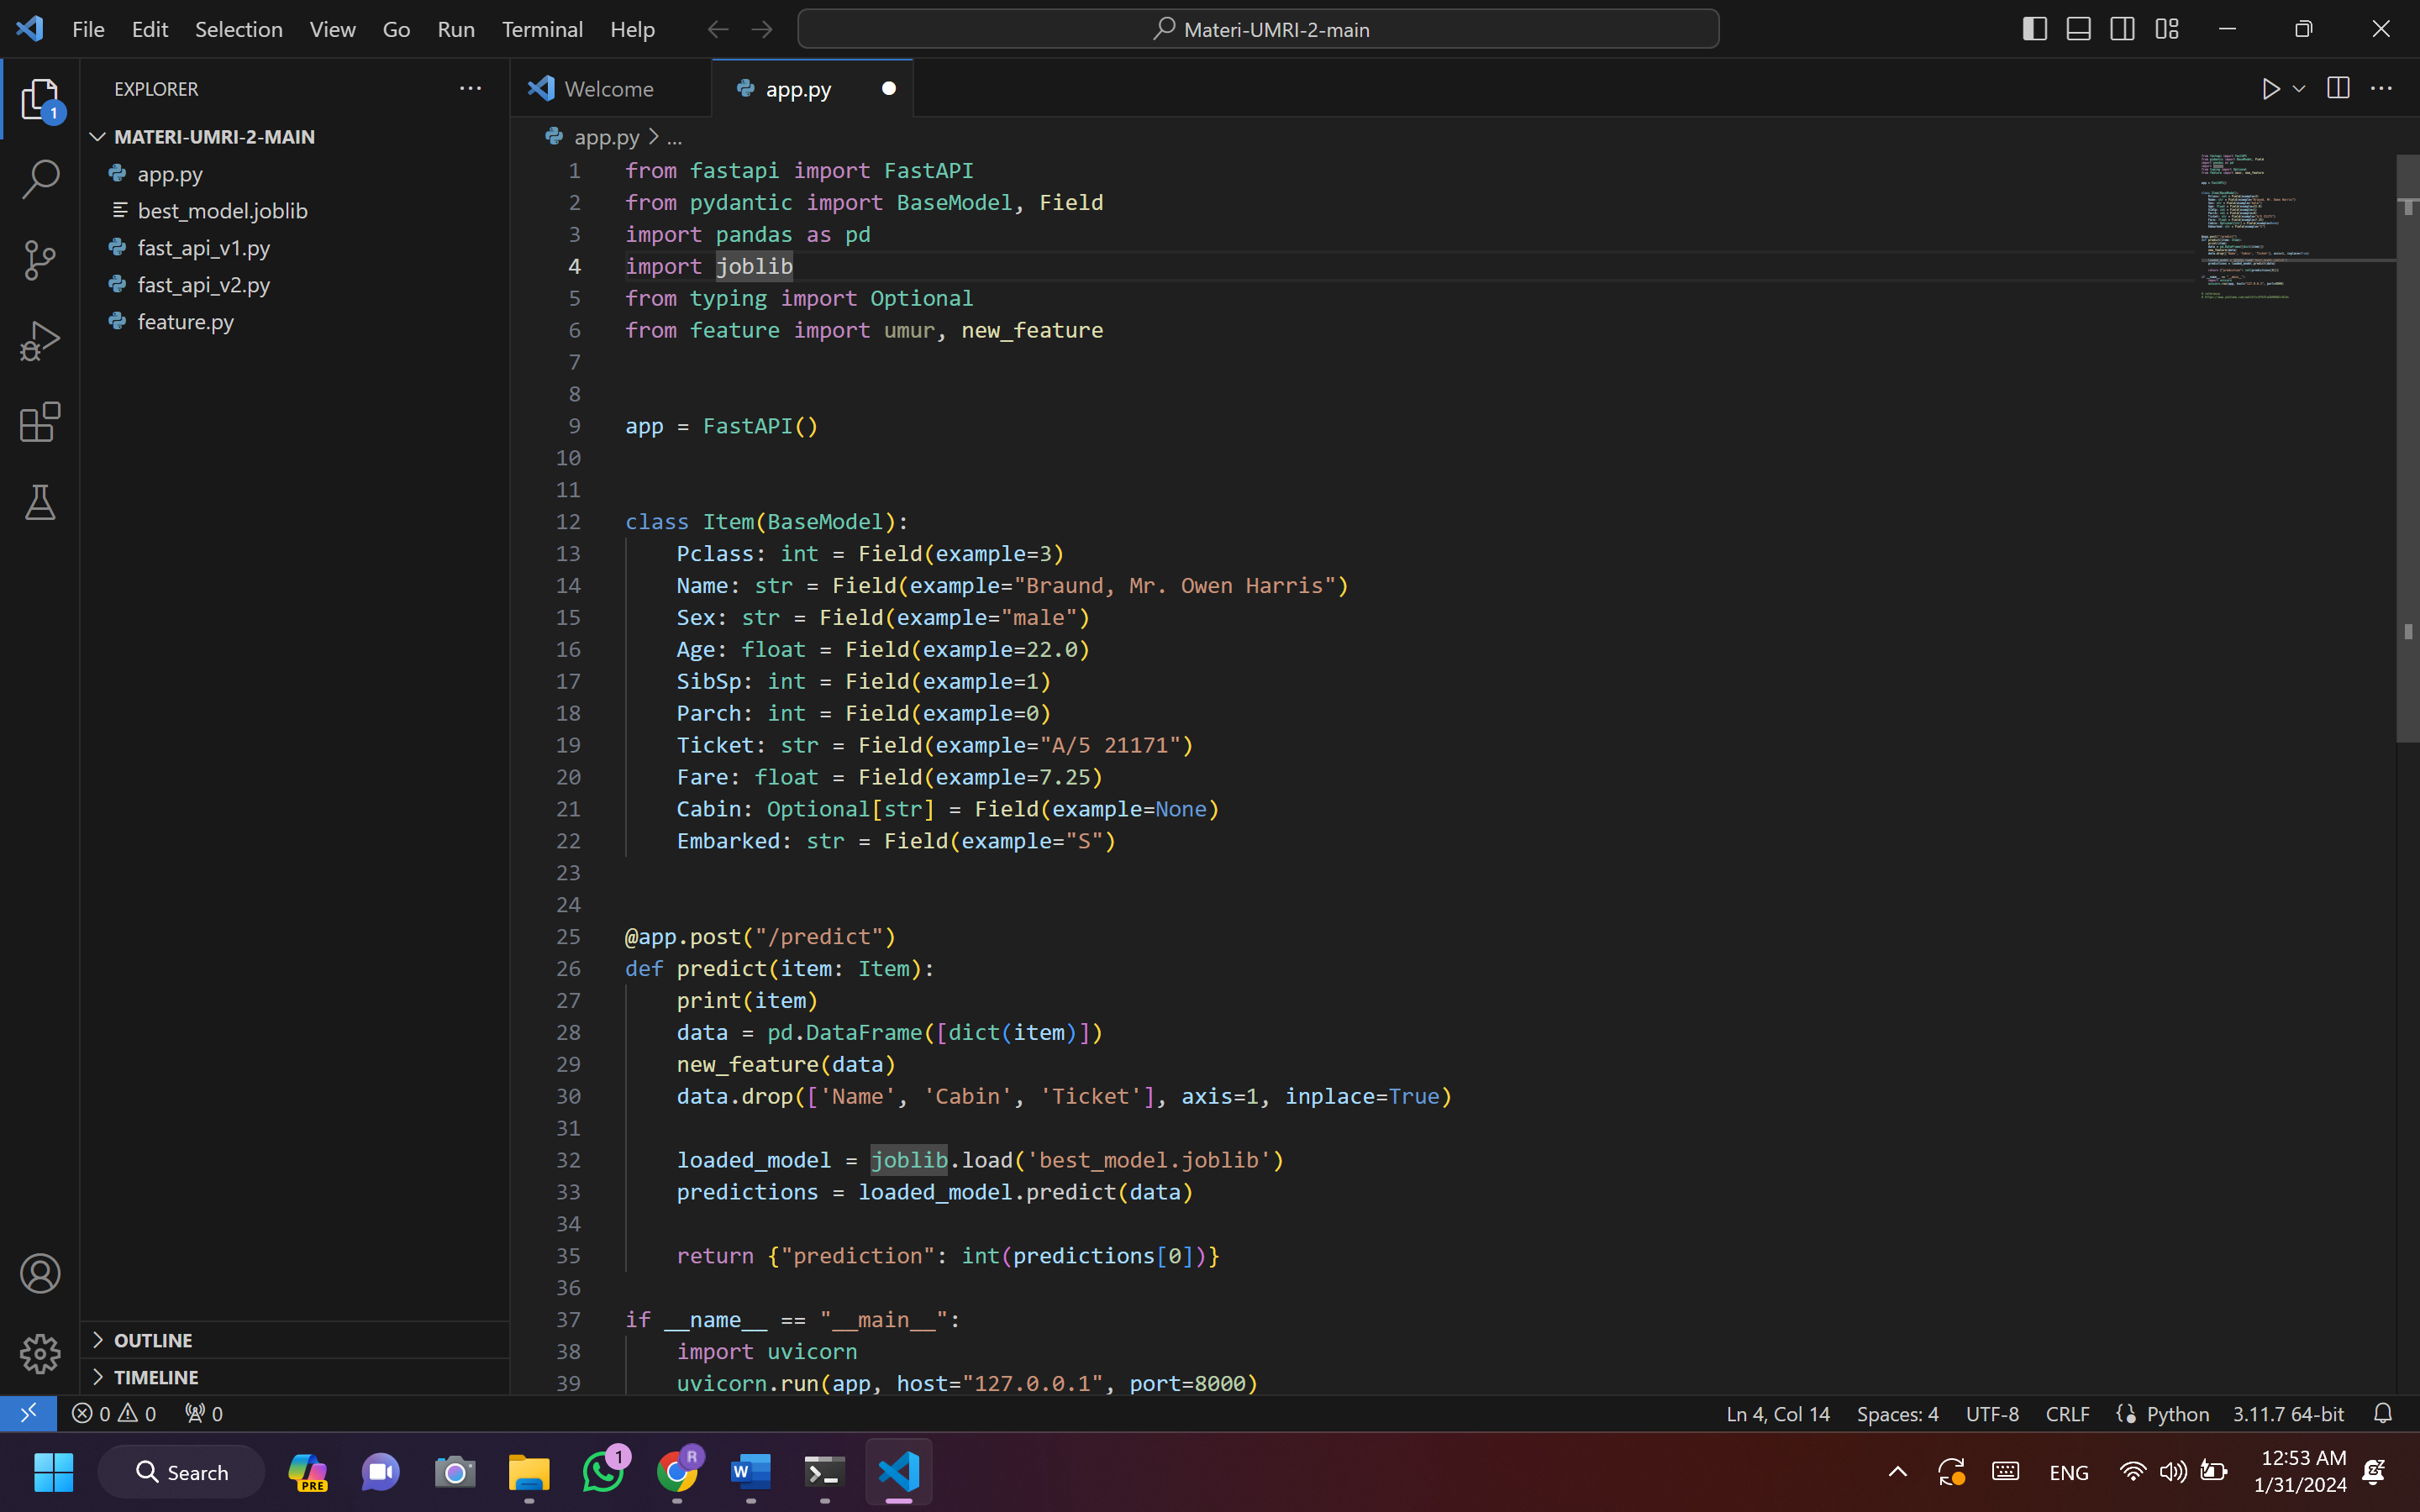 File Edit Selection View Go Run Terminal Help
Materi-UMRI-2-main
EXPLORER
Welcome
app.py
1
MATERI-UMRI-2-MAIN
app.py
best_model.joblib
fast_api_v1.py
fast_api_v2.py
feature.py
app.py > ...
1 from fastapi import FastAPI
2 from pydantic import BaseModel, Field
3 import pandas as pd
4 import joblib
5 from typing import Optional
6 from feature import umur, new_feature
7
8
9 app = FastAPI()
10
11
12 class Item(BaseModel):
13     Pclass: int = Field(example=3)
14     Name: str = Field(example="Braund, Mr. Owen Harris")
15     Sex: str = Field(example="male")
16     Age: float = Field(example=22.0)
17     SibSp: int = Field(example=1)
18     Parch: int = Field(example=0)
19     Ticket: str = Field(example="A/5 21171")
20     Fare: float = Field(example=7.25)
21     Cabin: Optional[str] = Field(example=None)
22     Embarked: str = Field(example="S")
23
24
25 @app.post("/predict")
26 def predict(item: Item):
27     print(item)
28     data = pd.DataFrame([dict(item)])
29     new_feature(data)
30     data.drop(['Name', 'Cabin', 'Ticket'], axis=1, inplace=True)
31
32     loaded_model = joblib.load('best_model.joblib')
33     predictions = loaded_model.predict(data)
34
35     return {"prediction": int(predictions[0])}
36
37 if __name__ == "__main__":
38     import uvicorn
39     uvicorn.run(app, host="127.0.0.1", port=8000)
OUTLINE
TIMELINE
0 0 0
Ln 4, Col 14 Spaces: 4 UTF-8 CRLF Python 3.11.7 64-bit
Search
PRE
1
R
W
ENG
12:53 AM
1/31/2024